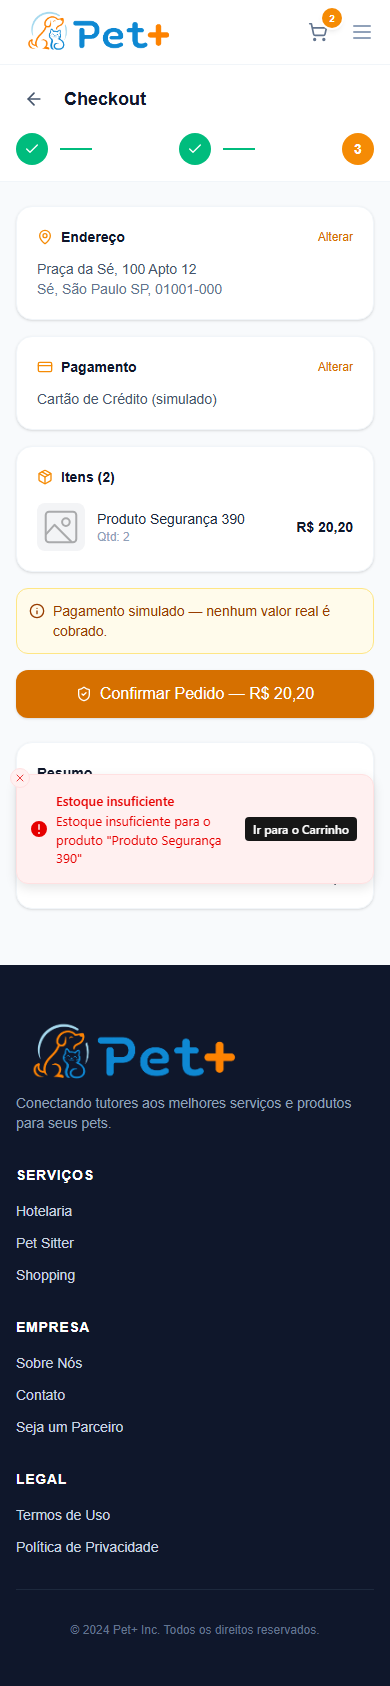 Pet+
2
Checkout
3
Endereço
Alterar
Praça da Sé, 100 Apto 12
Sé, São Paulo SP, 01001-000
Pagamento
Alterar
Cartão de Crédito (simulado)
Itens (2)
Produto Segurança 390
Qtd: 2
R$ 20,20
Pagamento simulado — nenhum valor real é
cobrado.
Confirmar Pedido — R$ 20,20
Resumo
Estoque insuficiente
Estoque insuficiente para o
produto "Produto Segurança
390"
Ir para o Carrinho
Pet+
Conectando tutores aos melhores serviços e produtos
para seus pets.
SERVIÇOS
Hotelaria
Pet Sitter
Shopping
EMPRESA
Sobre Nós
Contato
Seja um Parceiro
LEGAL
Termos de Uso
Política de Privacidade
© 2024 Pet+ Inc. Todos os direitos reservados.